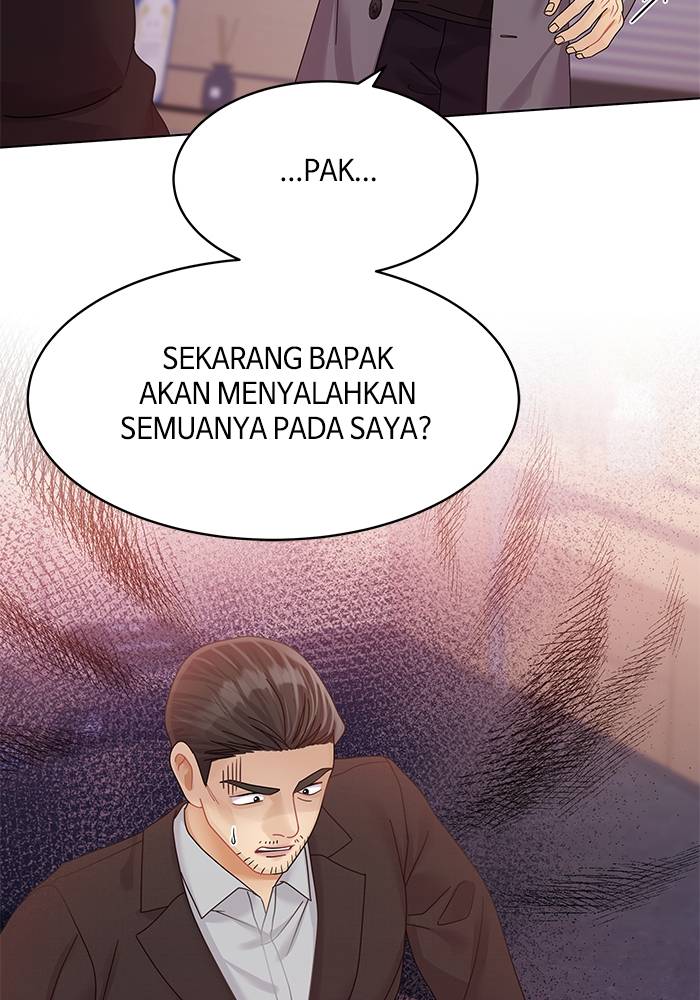 ...PAK...
SEKARANG BAPAK
AKAN MENYALAHKAN
SEMUANYA PADA SAYA?